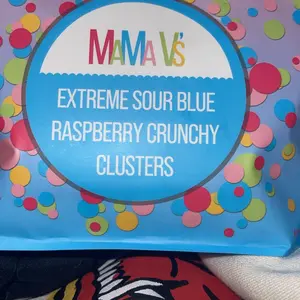 MAMA V'S
EXTREME SOUR BLUE
RASPBERRY CRUNCHY
CLUSTERS